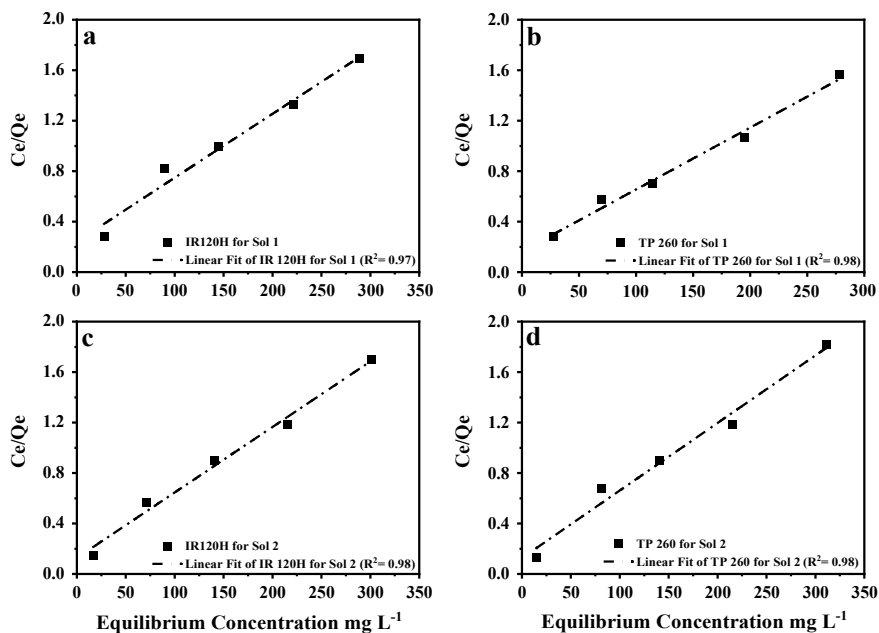 a
Ce/Qe
2.0
1.6
1.2
0.8
0.4
0.0
0 50 100 150 200 250 300 350
IR120H for Sol 1
Linear Fit of IR 120H for Sol 1 (R²= 0.97)
b
Ce/Qe
2.0
1.6
1.2
0.8
0.4
0.0
0 50 100 150 200 250 300
TP 260 for Sol 1
Linear Fit of TP 260 for Sol 1 (R²= 0.98)
c
Ce/Qe
2.0
1.6
1.2
0.8
0.4
0.0
0 50 100 150 200 250 300 350
IR120H for Sol 2
Linear Fit of IR 120H for Sol 2 (R²= 0.98)
Equilibrium Concentration mg L⁻¹
d
Ce/Qe
2.0
1.6
1.2
0.8
0.4
0.0
0 50 100 150 200 250 300 350
TP 260 for Sol 2
Linear Fit of TP 260 for Sol 2 (R²= 0.98)
Equilibrium Concentration mg L⁻¹